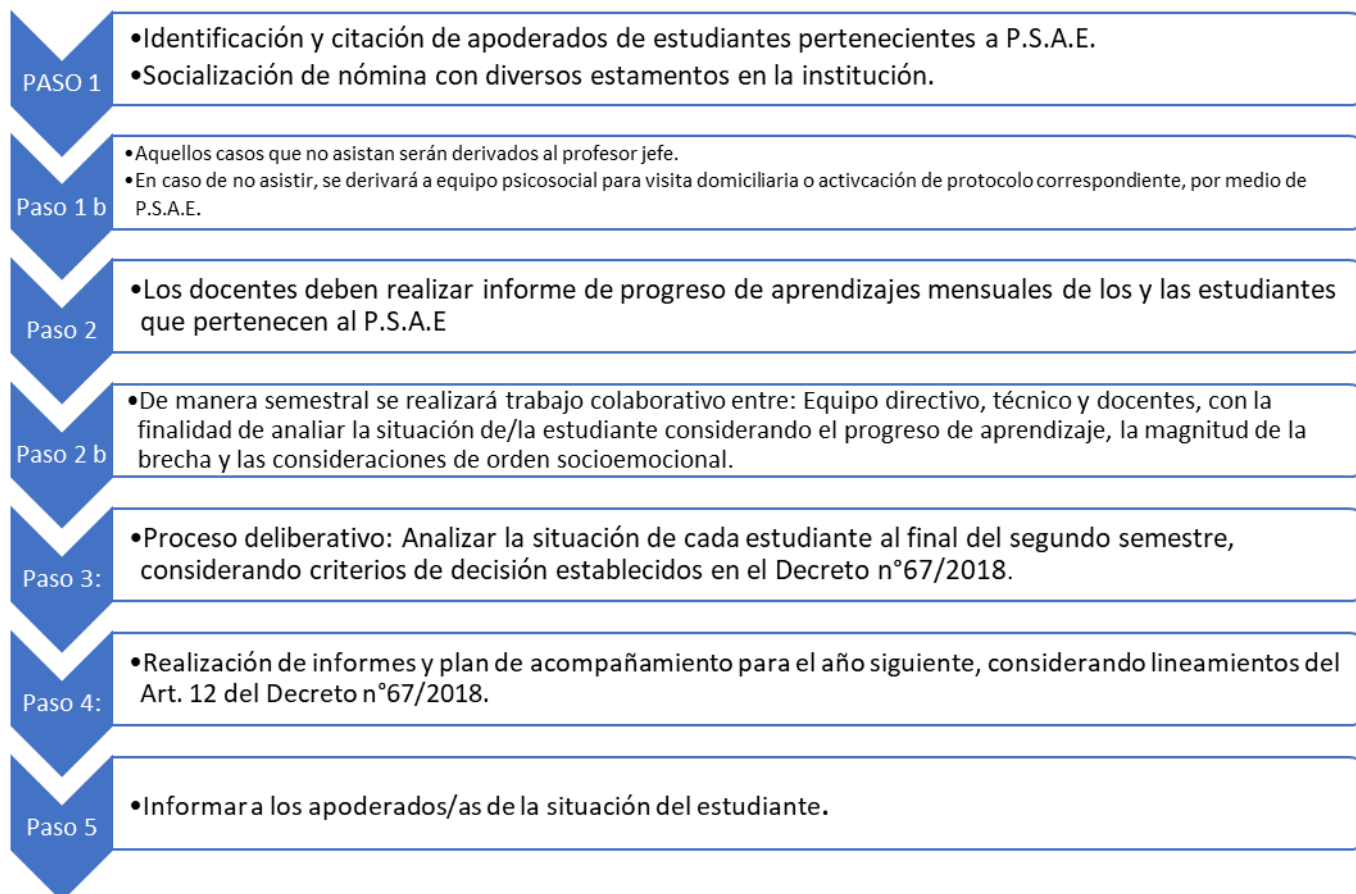 PASO 1
•Identificación y citación de apoderados de estudiantes pertenecientes a P.S.A.E.
•Socialización de nómina con diversos estamentos en la institución.
Paso 1 b
•Aquellos casos que no asistan serán derivados al profesor jefe.
•En caso de no asistir, se derivará a equipo psicosocial para visita domiciliaria o activcación de protocolo correspondiente, por medio de
P.S.A.E.
Paso 2
•Los docentes deben realizar informe de progreso de aprendizajes mensuales de los y las estudiantes
que pertenecen al P.S.A.E
Paso 2 b
•De manera semestral se realizará trabajo colaborativo entre: Equipo directivo, técnico y docentes, con la
finalidad de analiar la situación de/la estudiante considerando el progreso de aprendizaje, la magnitud de la
brecha y las consideraciones de orden socioemocional.
Paso 3:
•Proceso deliberativo: Analizar la situación de cada estudiante al final del segundo semestre,
considerando criterios de decisión establecidos en el Decreto n°67/2018.
Paso 4:
•Realización de informes y plan de acompañamiento para el año siguiente, considerando lineamientos del
Art. 12 del Decreto n°67/2018.
Paso 5
•Informar a los apoderados/as de la situación del estudiante.